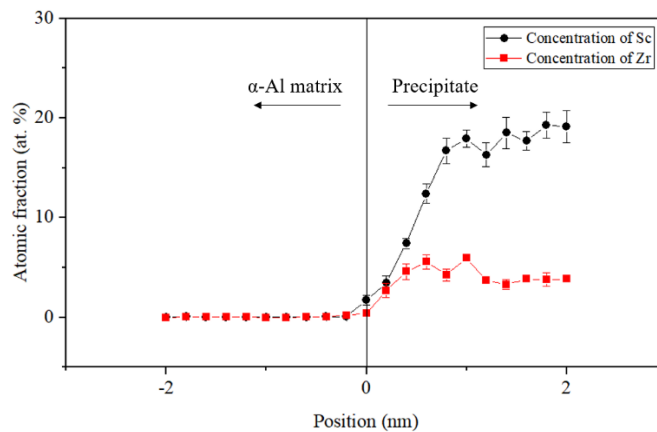 30
20
10
0
Atomic fraction (at. %)
Concentration of Sc
Concentration of Zr
α-Al matrix
Precipitate
-2
0
2
Position (nm)